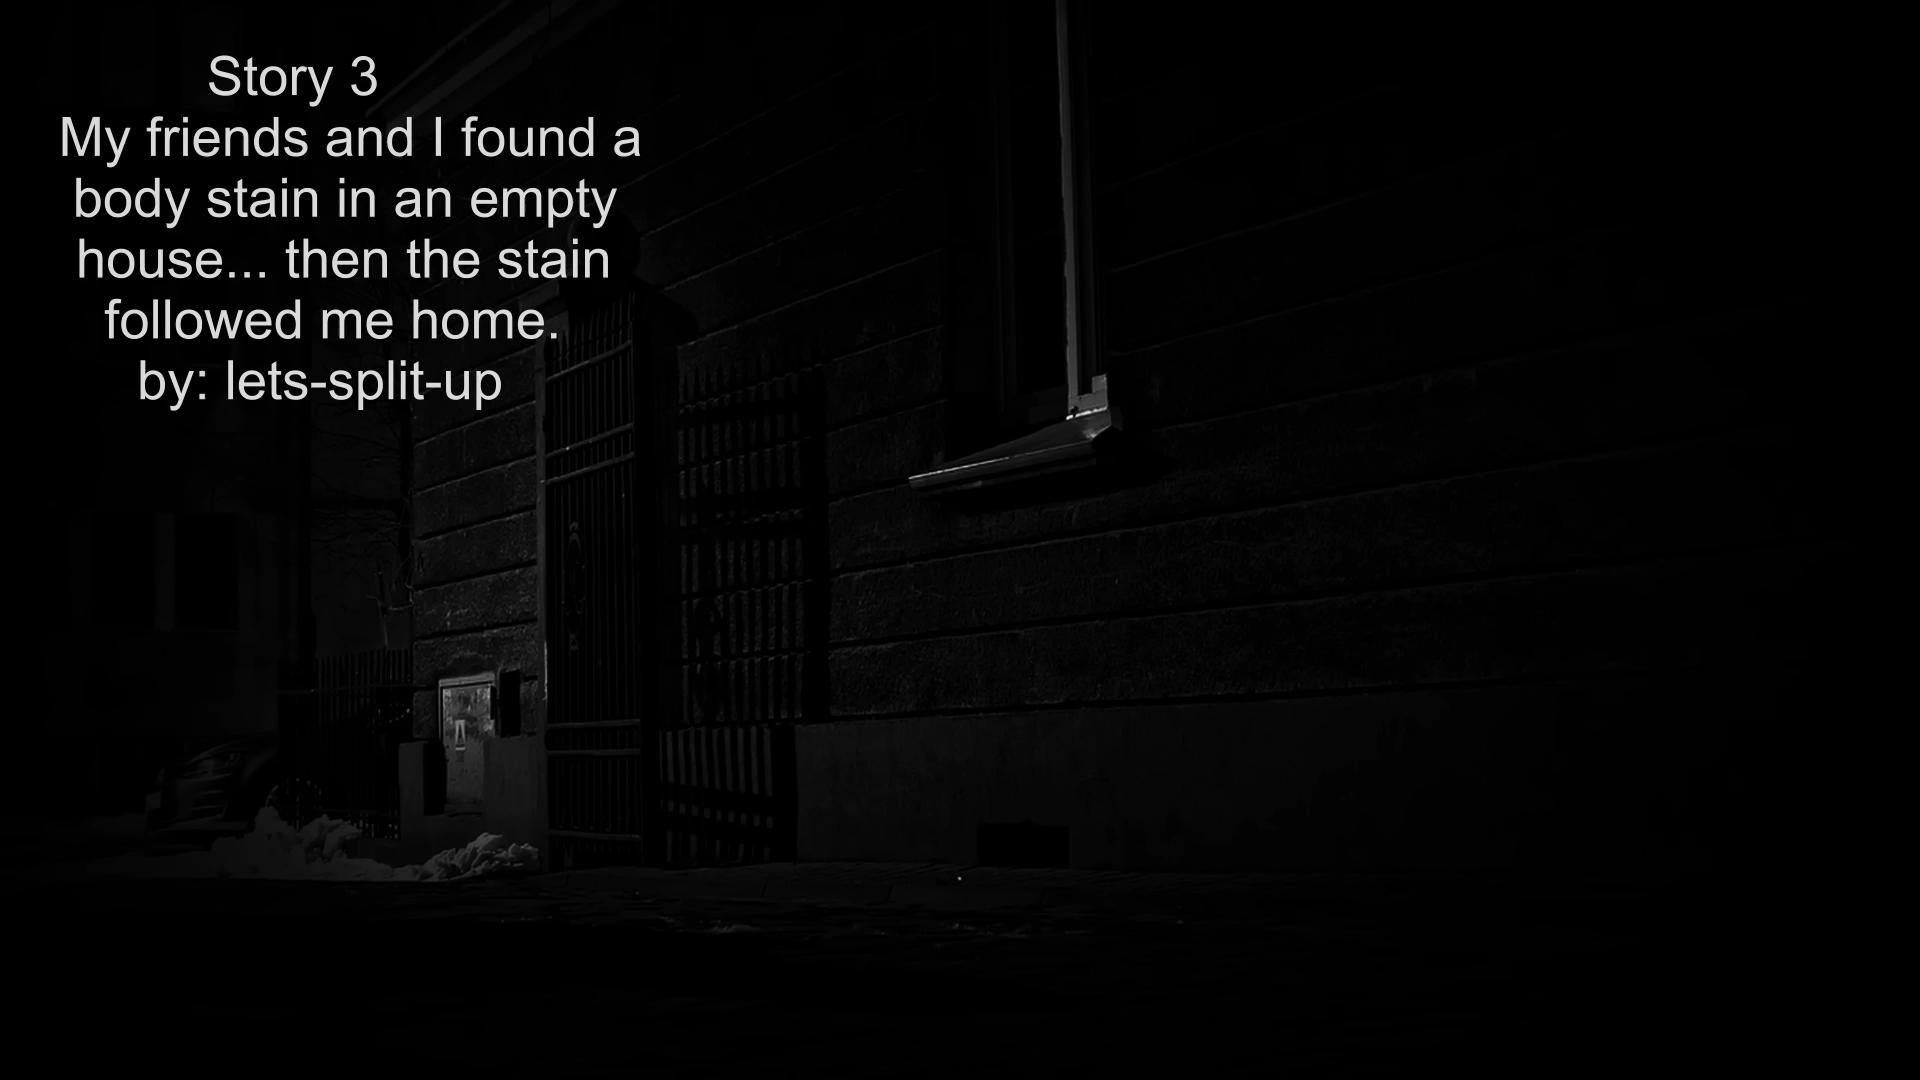 Story 3
My friends and I found a
body stain in an empty
house... then the stain
followed me home.
by: lets-split-up